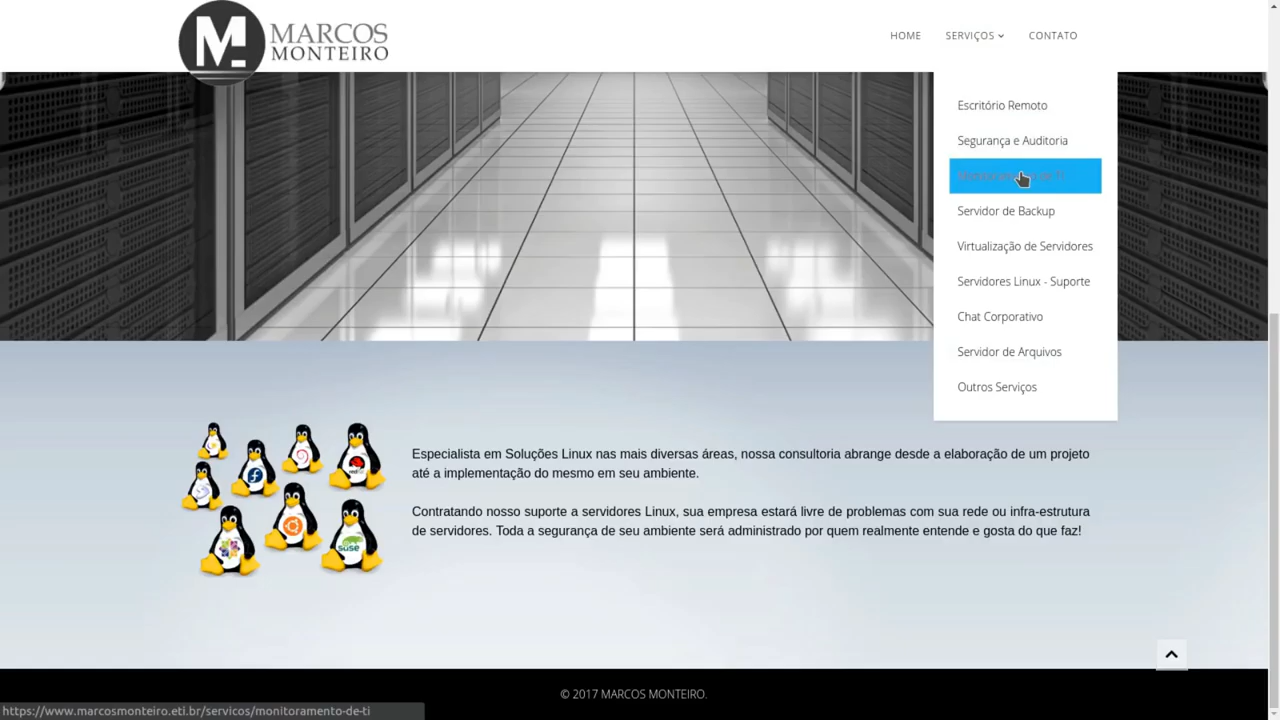 MARCOS
MONTEIRO
HOME
SERVIÇOS
CONTATO
Escritório Remoto
Segurança e Auditoria
de TI
Servidor de Backup
Virtualização de Servidores
Servidores Linux - Suporte
Chat Corporativo
Servidor de Arquivos
Outros Serviços
Especialista em Soluções Linux nas mais diversas áreas, nossa consultoria abrange desde a elaboração de um projeto
até a implementação do mesmo em seu ambiente.
Contratando nosso suporte a servidores Linux, sua empresa estará livre de problemas com sua rede ou infra-estrutura
de servidores. Toda a segurança de seu ambiente será administrado por quem realmente entende e gosta do que faz!
© 2017 MARCOS MONTEIRO.
https://www.marcosmonteiro.eti.br/servicos/monitoramento-de-ti